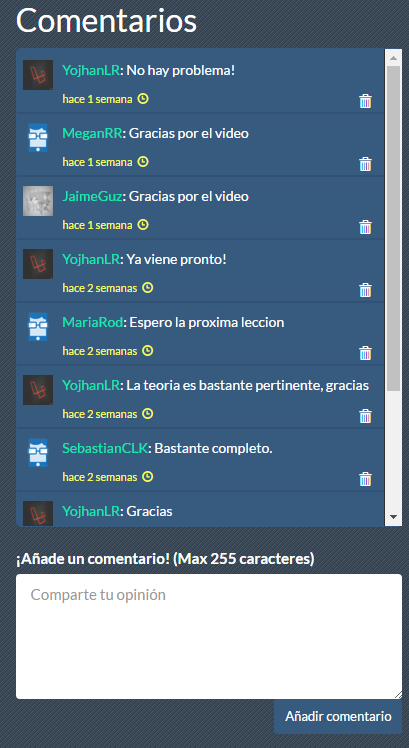 Comentarios
YojhanLR: No hay problema!
hace 1 semana
MeganRR: Gracias por el video
hace 1 semana
JaimeGuz: Gracias por el video
hace 1 semana
YojhanLR: Ya viene pronto!
hace 2 semanas
MariaRod: Espero la proxima leccion
hace 2 semanas
YojhanLR: La teoria es bastante pertinente, gracias
hace 2 semanas
SebastianCLK: Bastante completo.
hace 2 semanas
YojhanLR: Gracias
¡Añade un comentario! (Max 255 caracteres)
Comparte tu opinión
Añadir comentario